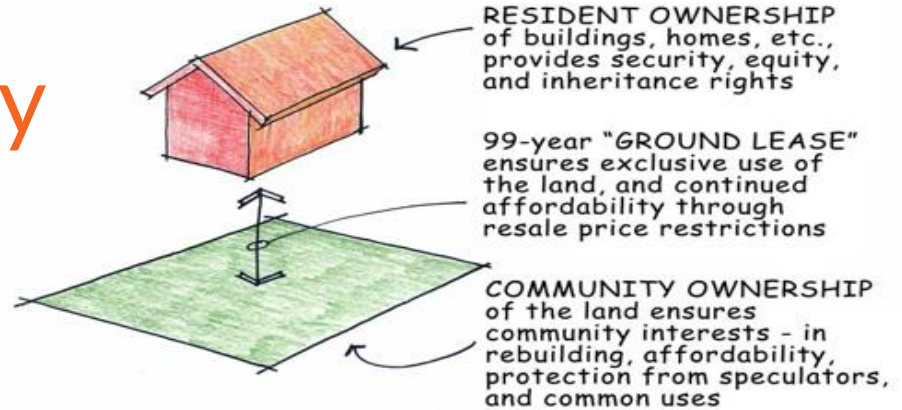 y
RESIDENT OWNERSHIP
of buildings, homes, etc.,
provides security, equity,
and inheritance rights
99-year “GROUND LEASE”
ensures exclusive use of
the land, and continued
affordability through
resale price restrictions
COMMUNITY OWNERSHIP
of the land ensures
community interests - in
rebuilding, affordability,
protection from speculators,
and common uses